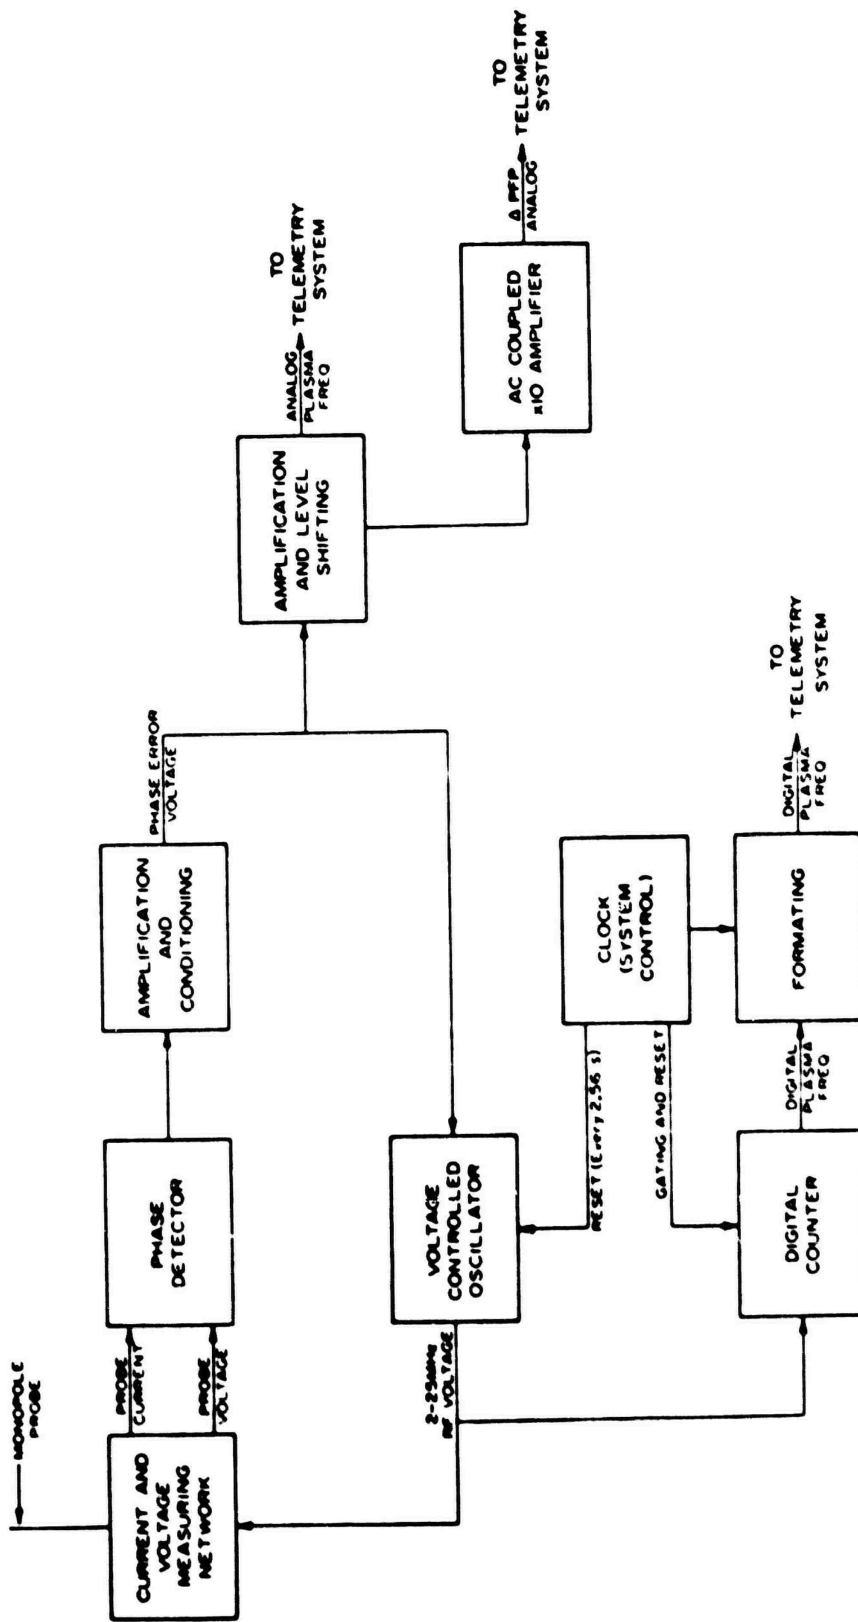 MONOPOLE
PROBE
CURRENT AND
VOLTAGE
MEASURING
NETWORK
PROBE
CURRENT
PROBE
VOLTAGE
PHASE
DETECTOR
AMPLIFICATION
AND
CONDITIONING
PHASE ERROR
VOLTAGE
AMPLIFICATION
AND LEVEL
SHIFTING
ANALOG
PLASMA
FREQ
TO
TELEMETRY
SYSTEM
AC COUPLED
x10 AMPLIFIER
Δ PFP
ANALOG
TO
TELEMETRY
SYSTEM
2-25MHz
RF VOLTAGE
VOLTAGE
CONTROLLED
OSCILLATOR
RESET (Every 2.56 s)
GATING AND RESET
CLOCK
(SYSTEM
CONTROL)
DIGITAL
COUNTER
DIGITAL
PLASMA
FREQ
FORMATING
DIGITAL
PLASMA
FREQ
TO
TELEMETRY
SYSTEM